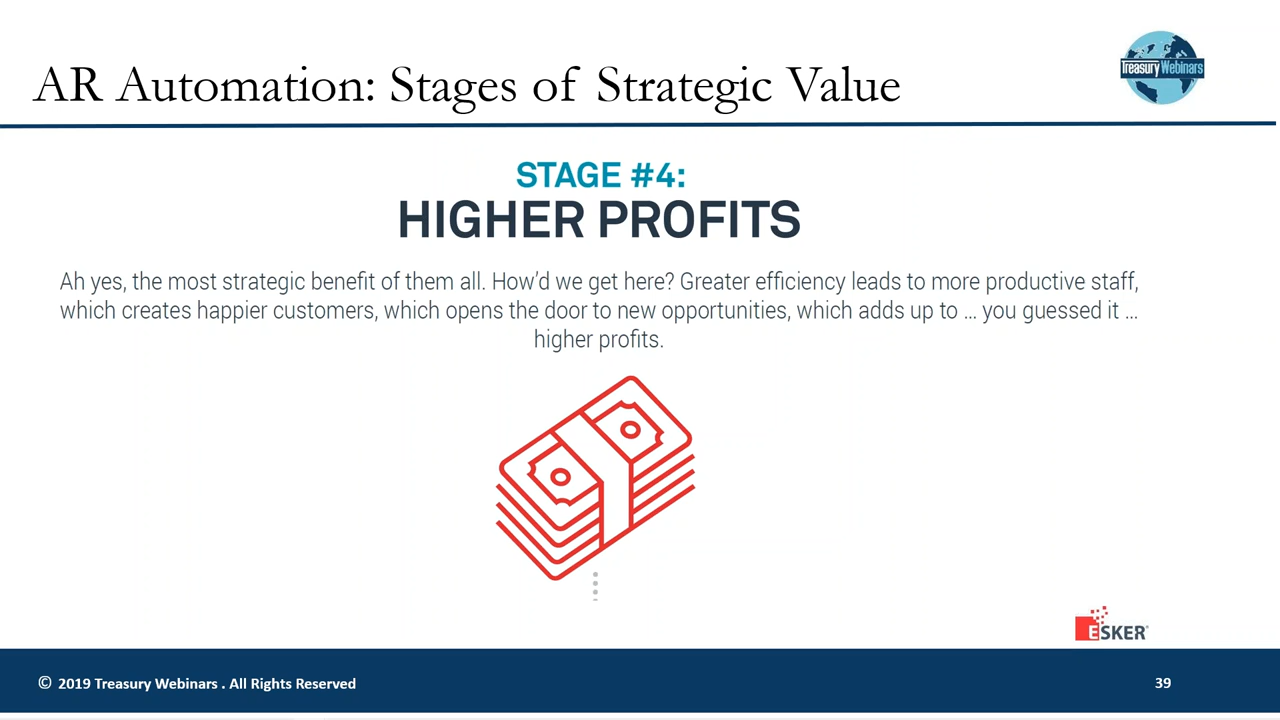 AR Automation: Stages of Strategic Value
Treasury Webinars
STAGE #4:
HIGHER PROFITS
Ah yes, the most strategic benefit of them all. How'd we get here? Greater efficiency leads to more productive staff,
which creates happier customers, which opens the door to new opportunities, which adds up to ... you guessed it ...
higher profits.
ESKER®
© 2019 Treasury Webinars . All Rights Reserved
39